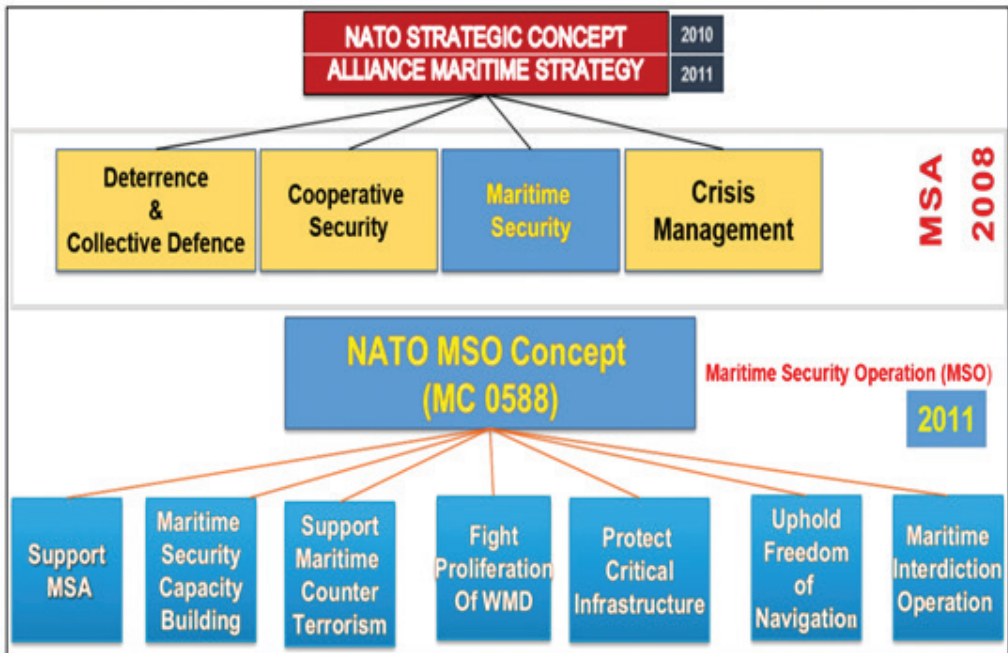 NATO STRATEGIC CONCEPT
2010
ALLIANCE MARITIME STRATEGY
2011
Deterrence
&
Collective Defence
Cooperative
Security
Maritime
Security
Crisis
Management
MSA
2008
NATO MSO Concept
(MC 0588)
Maritime Security Operation (MSO)
2011
Support
MSA
Maritime
Security
Capacity
Building
Support
Maritime
Counter
Terrorism
Fight
Proliferation
Of WMD
Protect
Critical
Infrastructure
Uphold
Freedom
of
Navigation
Maritime
Interdiction
Operation